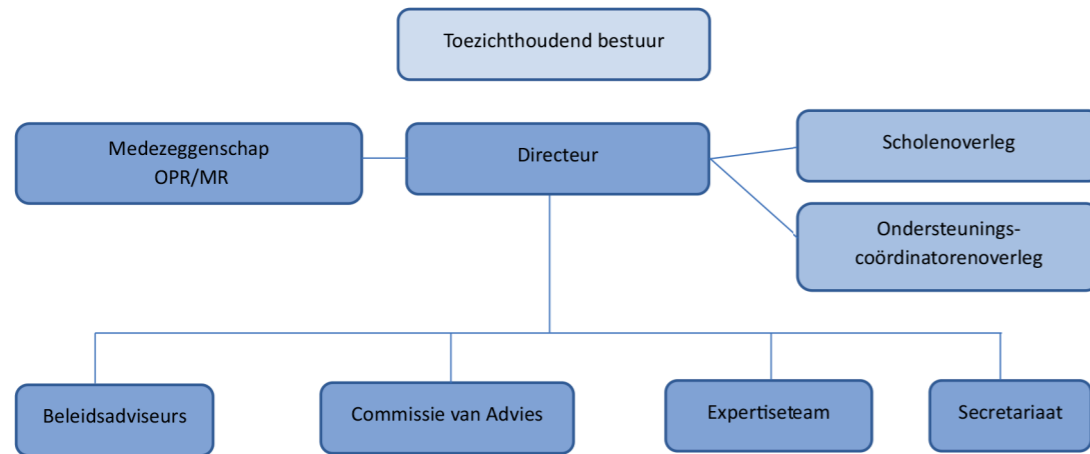 Toezichthoudend bestuur
Medezeggenschap
OPR/MR
Directeur
Scholenoverleg
Ondersteunings-
coördinatorenoverleg
Beleidsadviseurs
Commissie van Advies
Expertiseteam
Secretariaat